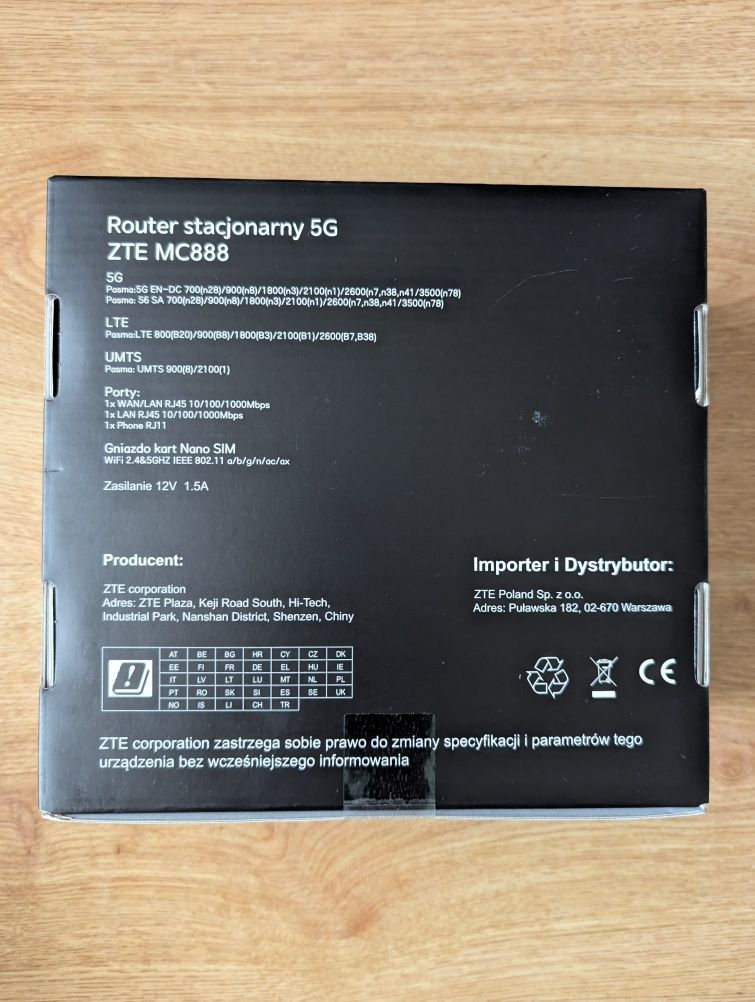 Router stacjonarny 5G
ZTE MC888
5G
Pasma:5G EN-DC 700(n28)/900(n8)/1800(n3)/2100(n1)/2600(n7,n38,n41/3500(n78)
Pasma: 56 SA 700(n28)/900(n8)/1800(n3)/2100(n1)/2600(n7,n38,n41/3500(n78)
LTE
Pasma:LTE 800(B20)/900(B8)/1800(B3)/2100(B1)/2600(B7,B38)
UMTS
Pasma: UMTS 900(8)/2100(1)
Porty:
1x WAN/LAN RJ45 10/100/1000Mbps
1x LAN RJ45 10/100/1000Mbps
1x Phone RJ11
Gniazdo kart Nano SIM
WiFi 2.4&5GHZ IEEE 802.11 a/b/g/n/ac/ax
Zasilanie 12V 1.5A
Producent:
ZTE corporation
Adres: ZTE Plaza, Keji Road South, Hi-Tech,
Industrial Park, Nanshan District, Shenzen, Chiny
Importer i Dystrybutor:
ZTE Poland Sp. z o.o.
Adres: Puławska 182, 02-670 Warszawa
AT BE BG HR CY CZ DK
EE FI FR DE EL HU IE
IT LV LT LU MT NL PL
PT RO SK SI ES SE UK
NO IS LI CH TR
CE
ZTE corporation zastrzega sobie prawo do zmiany specyfikacji i parametrów tego
urządzenia bez wcześniejszego informowania